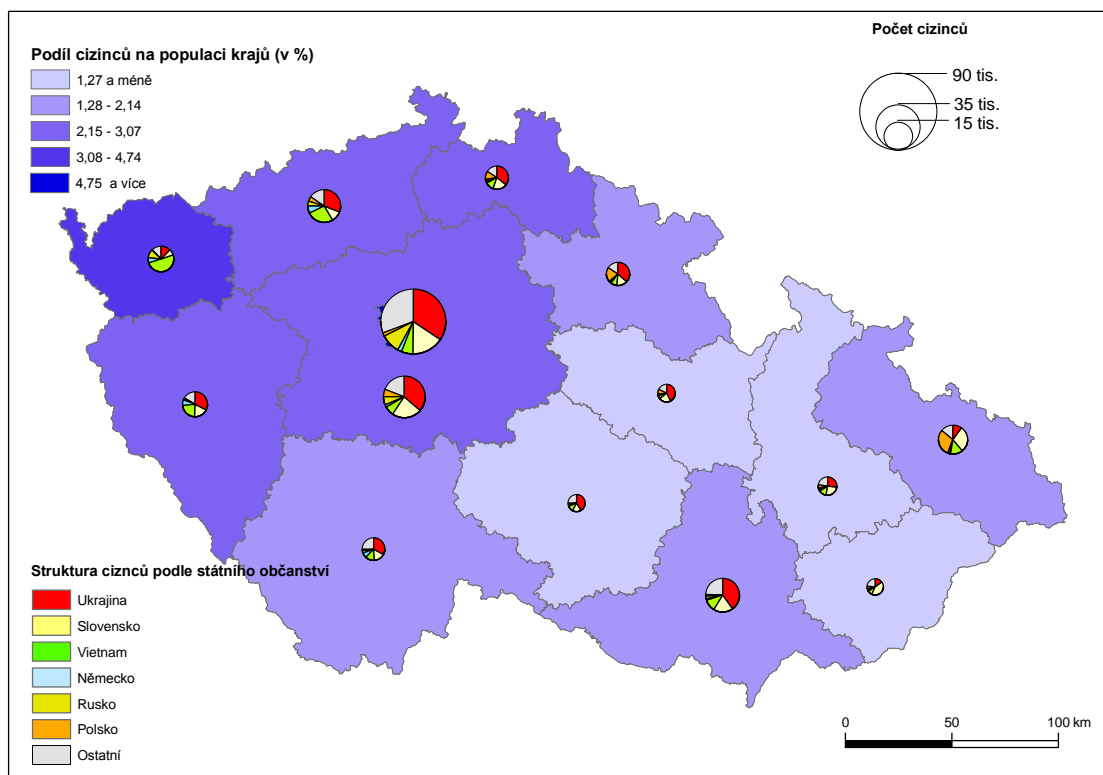 Podíl cizinců na populaci krajů (v %)
1,27 a méně
1,28 - 2,14
2,15 - 3,07
3,08 - 4,74
4,75 a více
Počet cizinců
90 tis.
35 tis.
15 tis.
Struktura ciznců podle státního občanství
Ukrajina
Slovensko
Vietnam
Německo
Rusko
Polsko
Ostatní
0 50 100 km